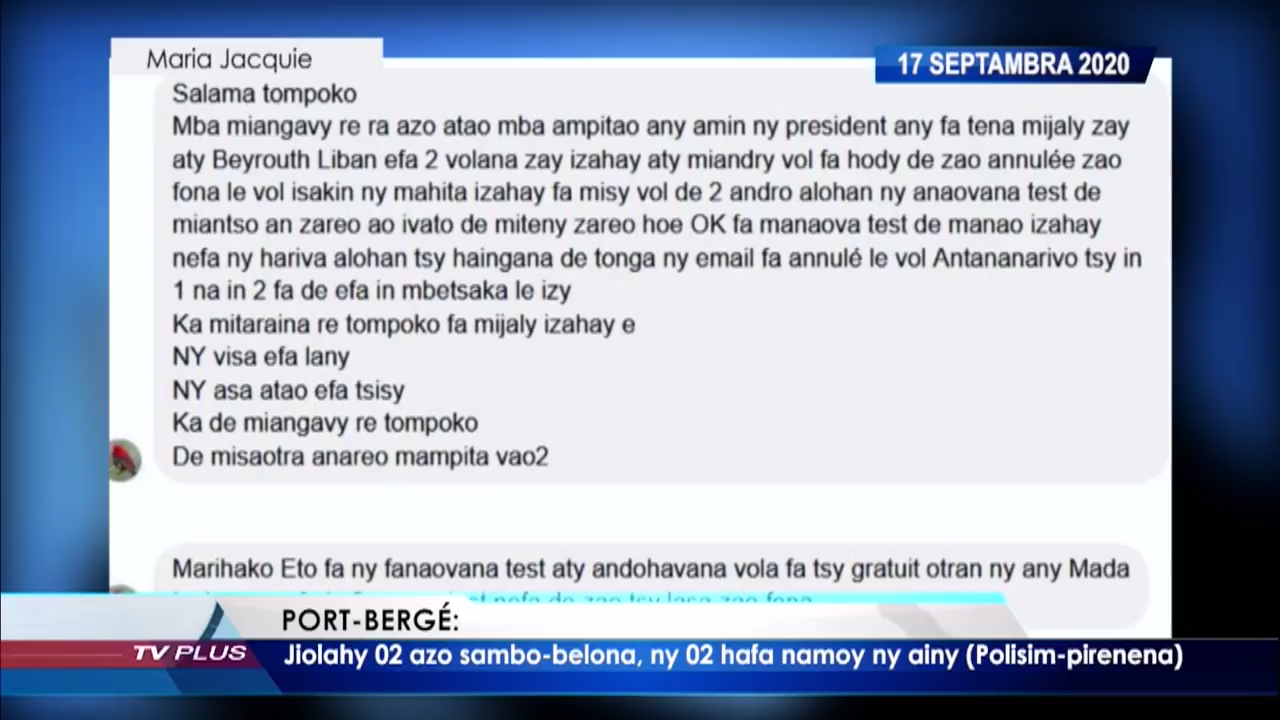 Maria Jacquie
17 SEPTAMBRA 2020
Salama tompoko
Mba miangavy re ra azo atao mba ampitao any amin ny president any fa tena mijaly zay
aty Beyrouth Liban efa 2 volana zay izahay aty miandry vol fa hody de zao annulée zao
fona le vol isakin ny mahita izahay fa misy vol de 2 andro alohan ny anaovana test de
miantso an zareo ao ivato de miteny zareo hoe OK fa manaova test de manao izahay
nefa ny hariva alohan tsy haingana de tonga ny email fa annulé le vol Antananarivo tsy in
1 na in 2 fa de efa in mbetsaka le izy
Ka mitaraina re tompoko fa mijaly izahay e
NY visa efa lany
NY asa atao efa tsisy
Ka de miangavy re tompoko
De misaotra anareo mampita vao2
Marihako Eto fa ny fanaovana test aty andohavana vola fa tsy gratuit otran ny any Mada
nefa de zao tsy lasa zao fona
PORT-BERGÉ:
TV PLUS
Jiolahy 02 azo sambo-belona, ny 02 hafa namoy ny ainy (Polisim-pirenena)